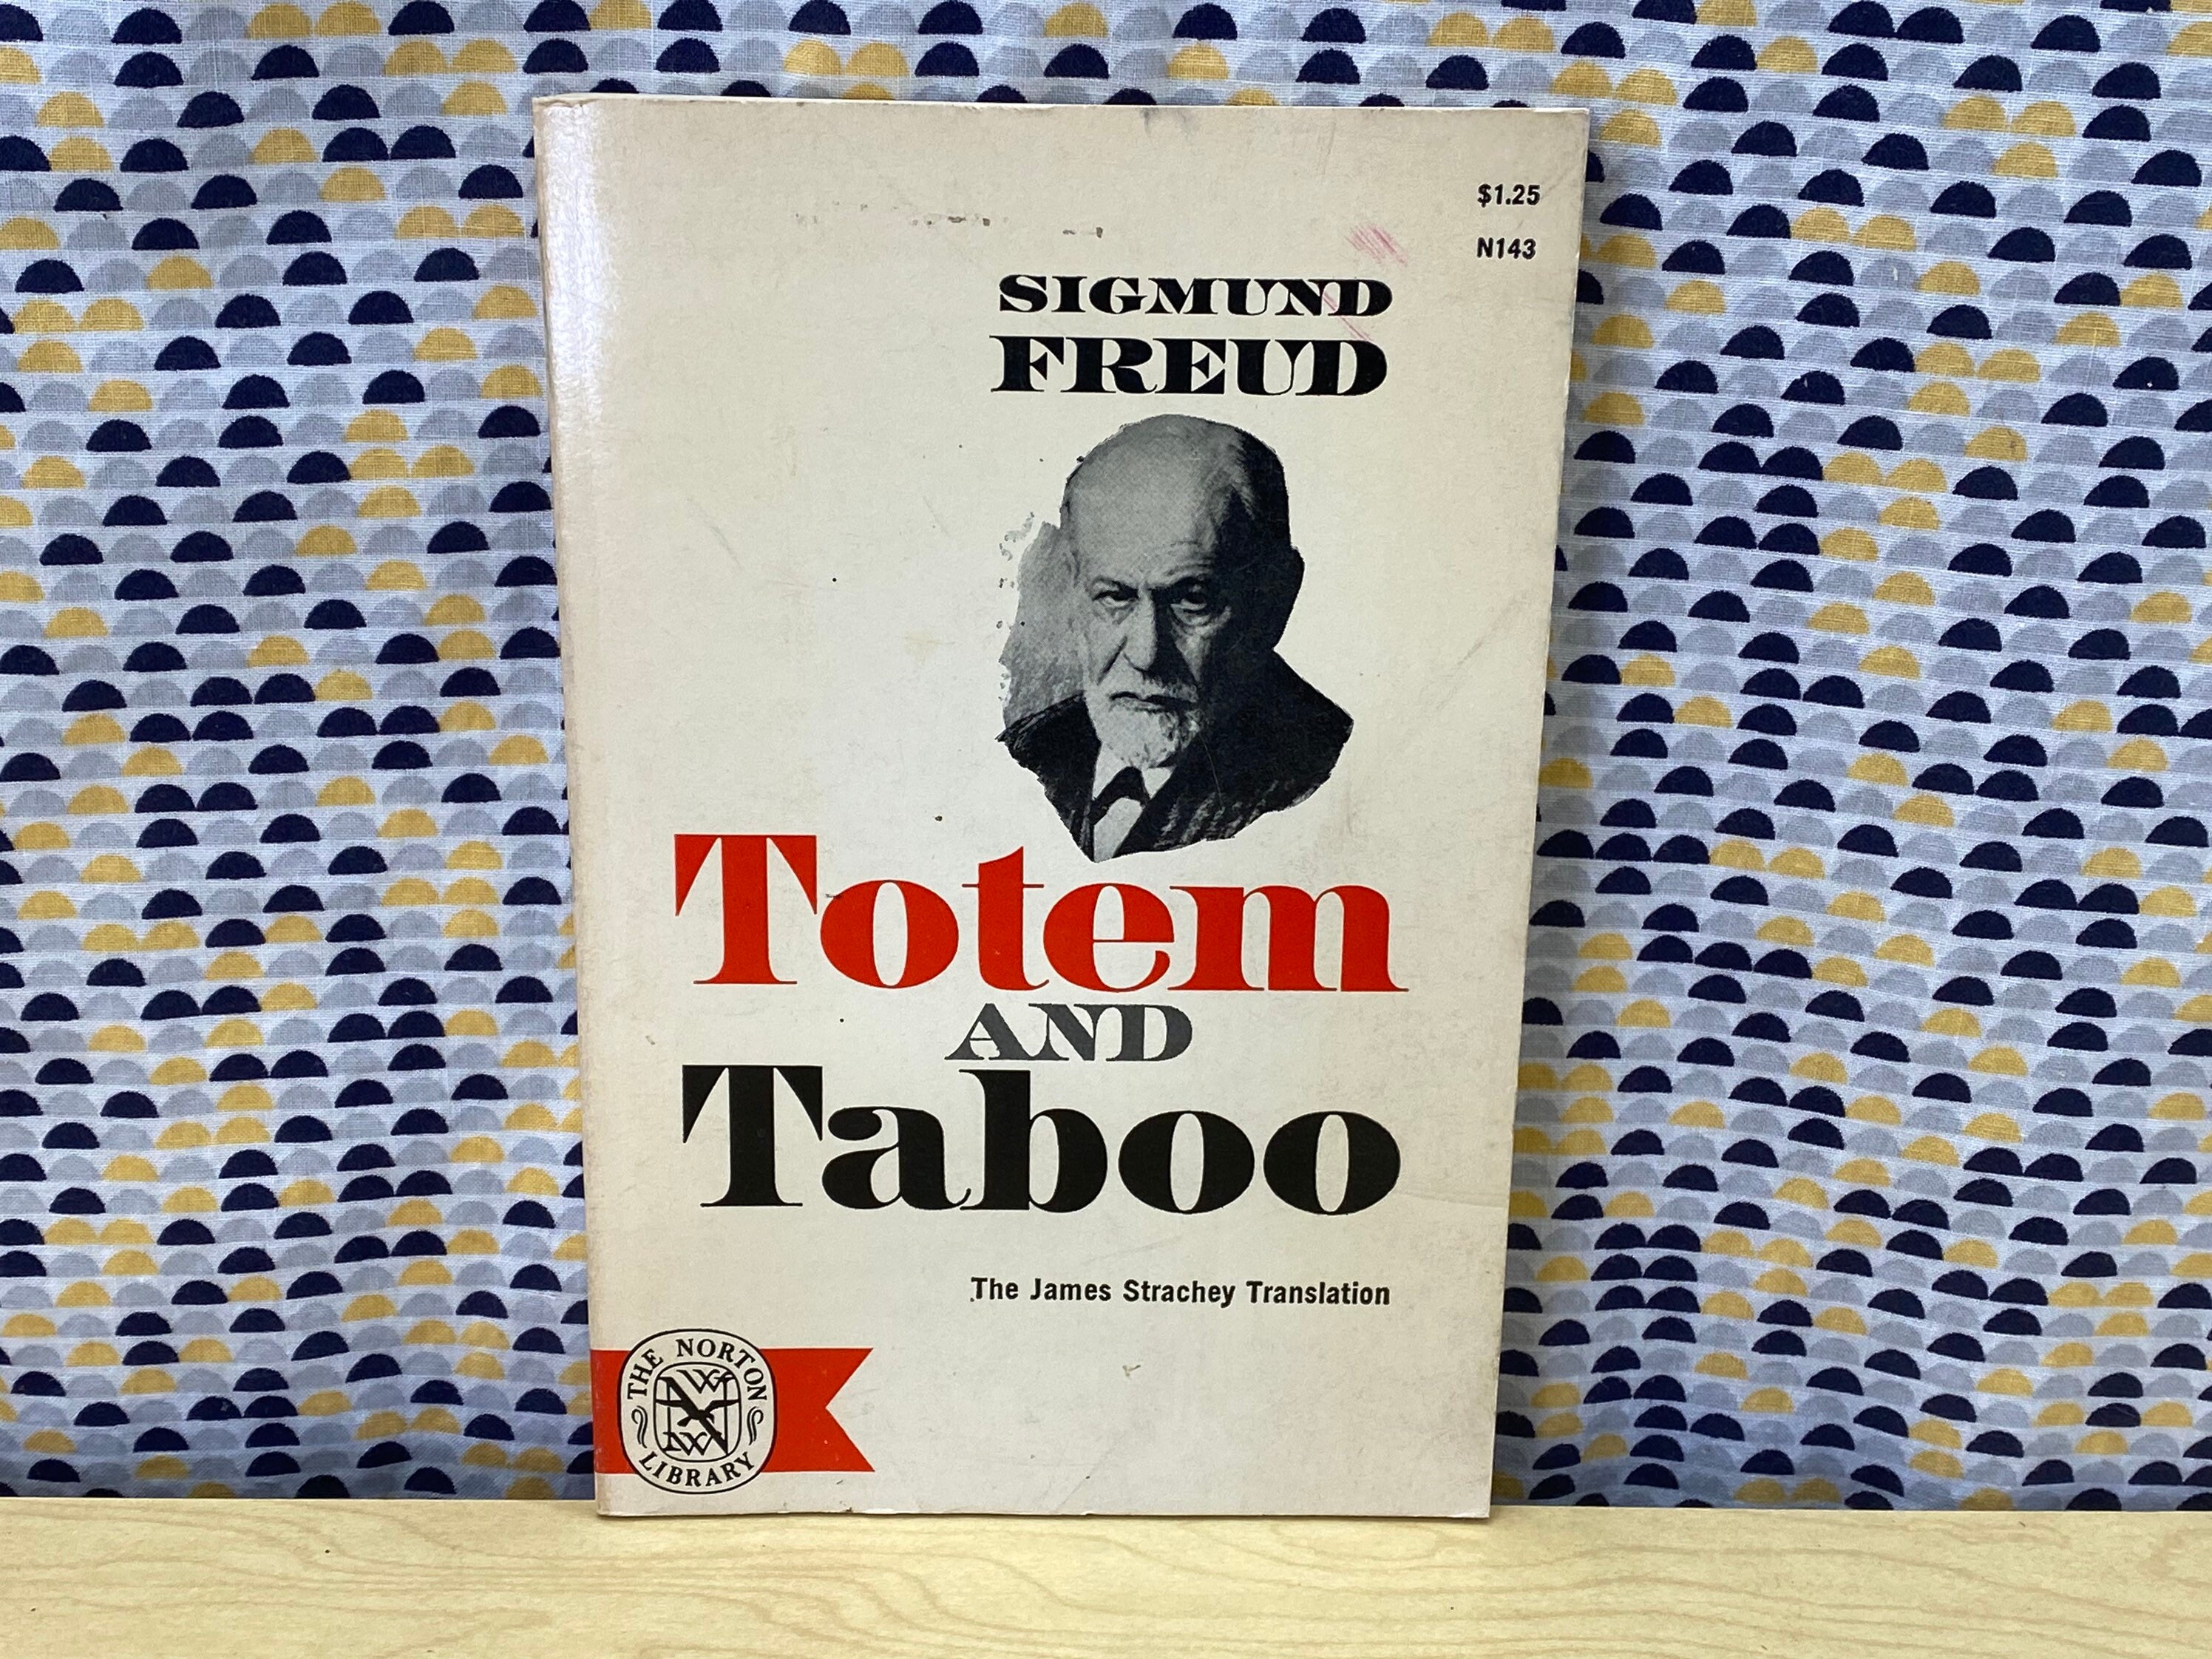 $1.25
N143
SIGMUND
FREUD
Totem
AND
Taboo
The James Strachey Translation
THE NORTON
LIBRARY